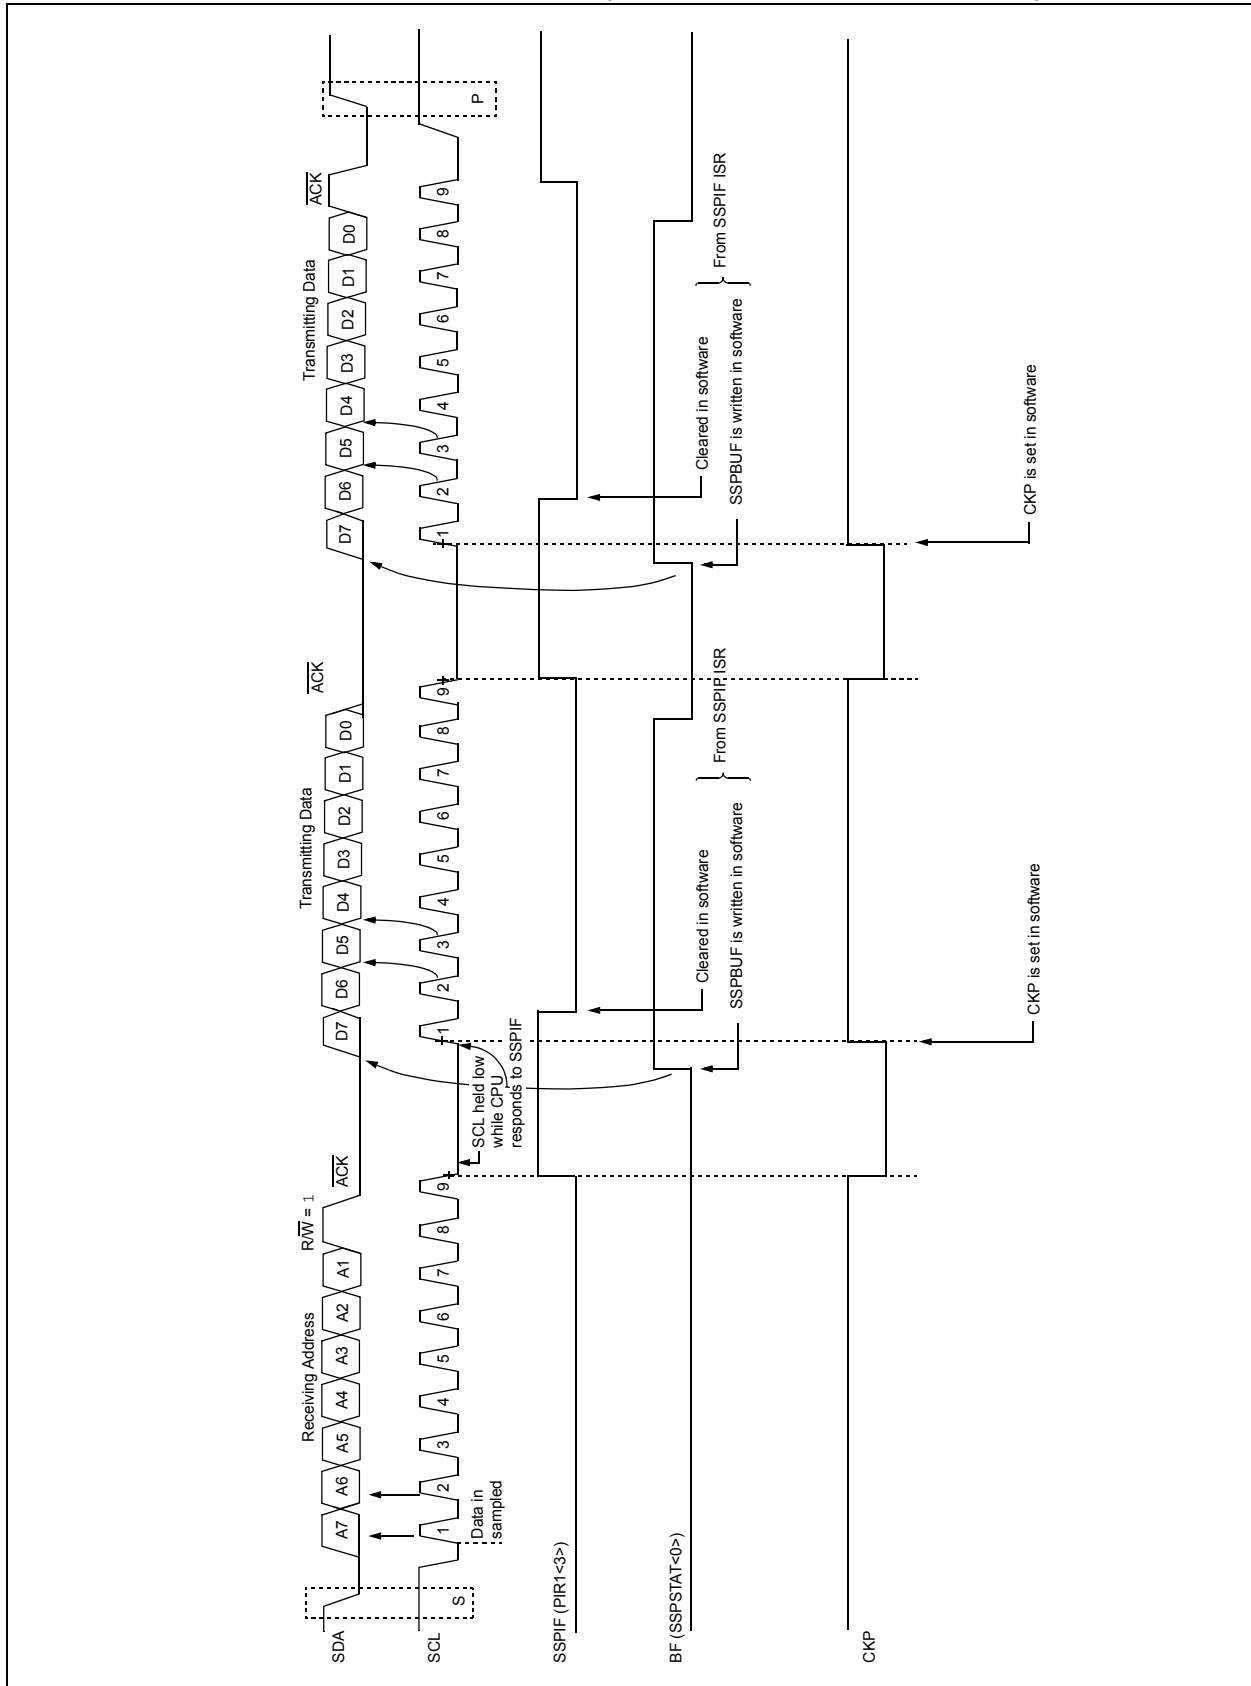 Receiving Address
R/W = 1
ACK
Transmitting Data
ACK
Transmitting Data
ACK
SDA
A7 A6 A5 A4 A3 A2 A1
D7 D6 D5 D4 D3 D2 D1 D0
D7 D6 D5 D4 D3 D2 D1 D0
SCL
S
1 2 3 4 5 6 7 8 9
1 2 3 4 5 6 7 8 9
1 2 3 4 5 6 7 8 9
P
Data in
sampled
SCL held low
while CPU
responds to SSPIF
SSPIF (PIR1<3>)
BF (SSPSTAT<0>)
Cleared in software
SSPBUF is written in software
From SSPIF ISR
Cleared in software
SSPBUF is written in software
From SSPIF ISR
CKP
CKP is set in software
CKP is set in software